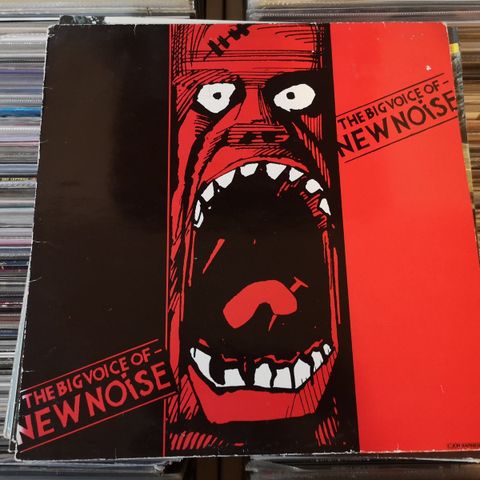 THE BIG VOICE OF -
NEW NOISE
THE BIG VOICE OF -
NEW NOISE